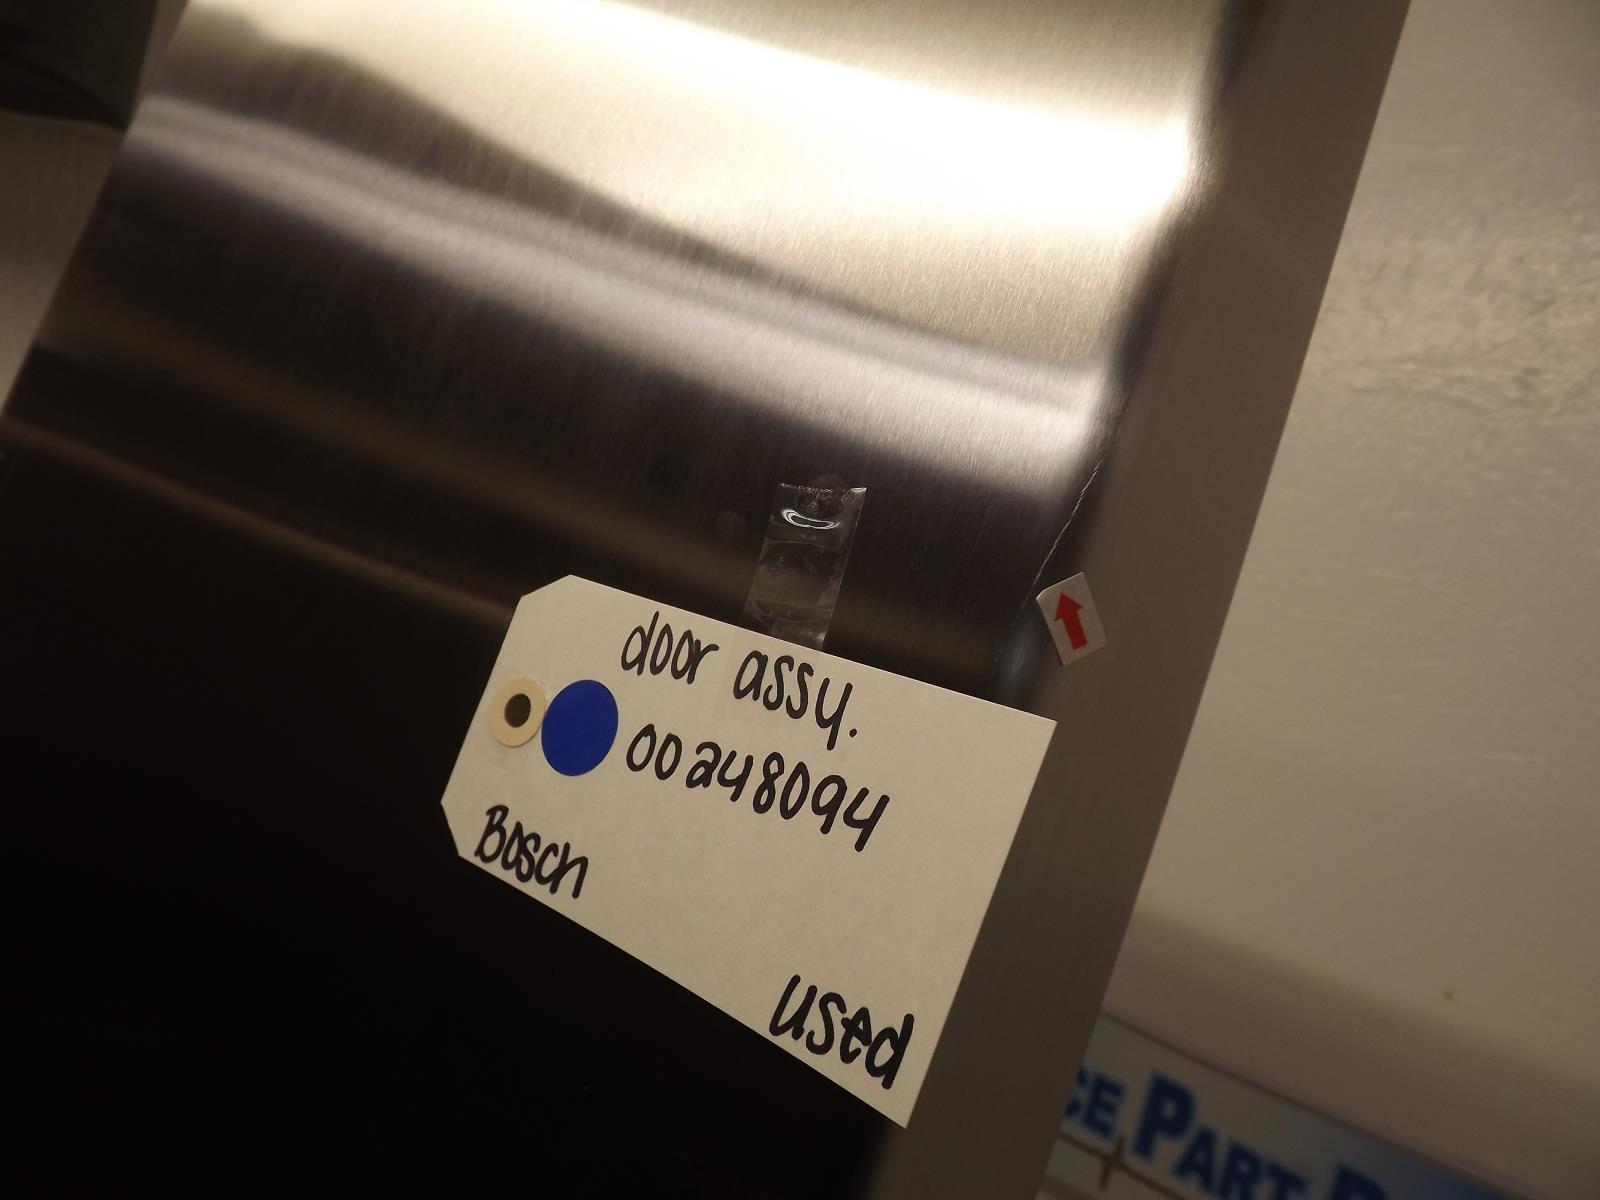 door assy.
00248094
Bosch
used
CE PART